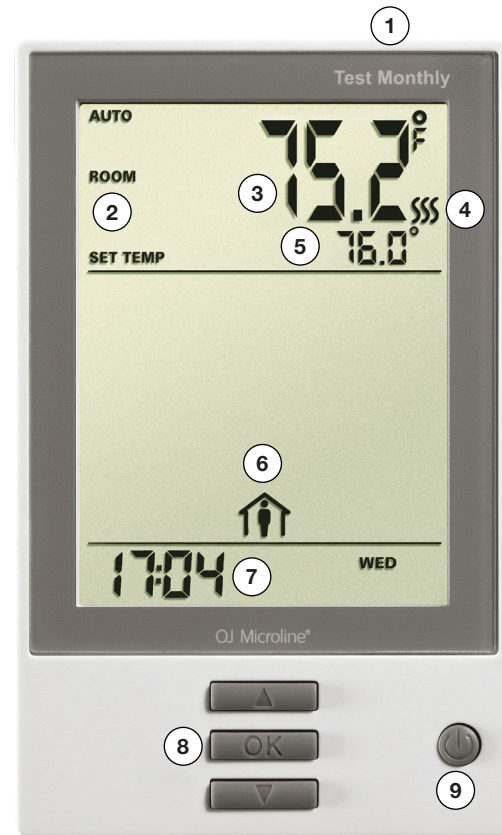 1
Test Monthly
AUTO
75.2°F
ROOM
2
3
4
5
76.0°
SET TEMP
6
17:04
7
WED
OJ Microline®
8
OK
9